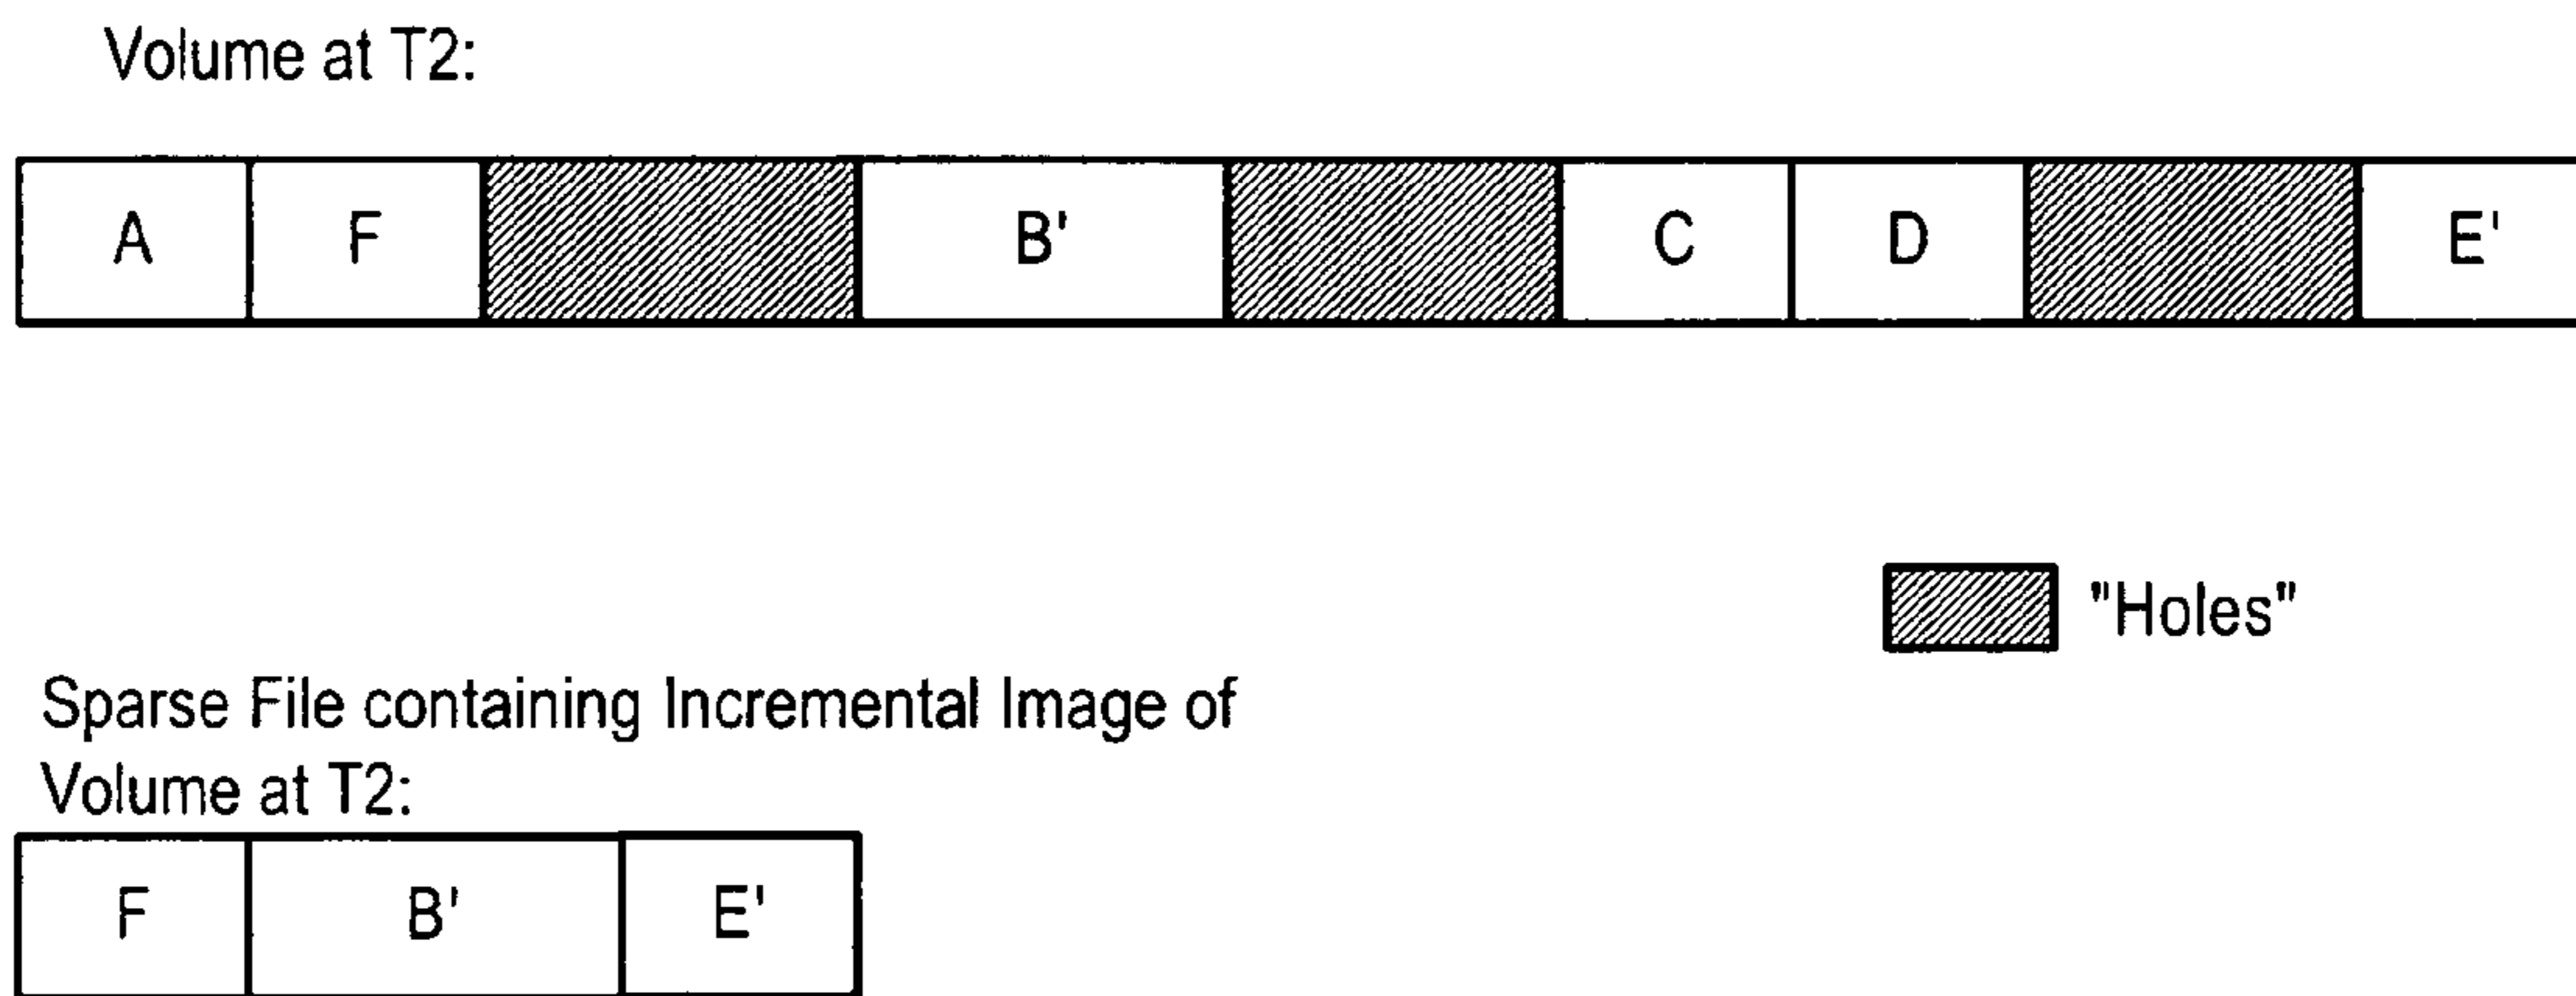 Volume at T2:
A F B' C D E'
"Holes"
Sparse File containing Incremental Image of
Volume at T2:
F B' E'